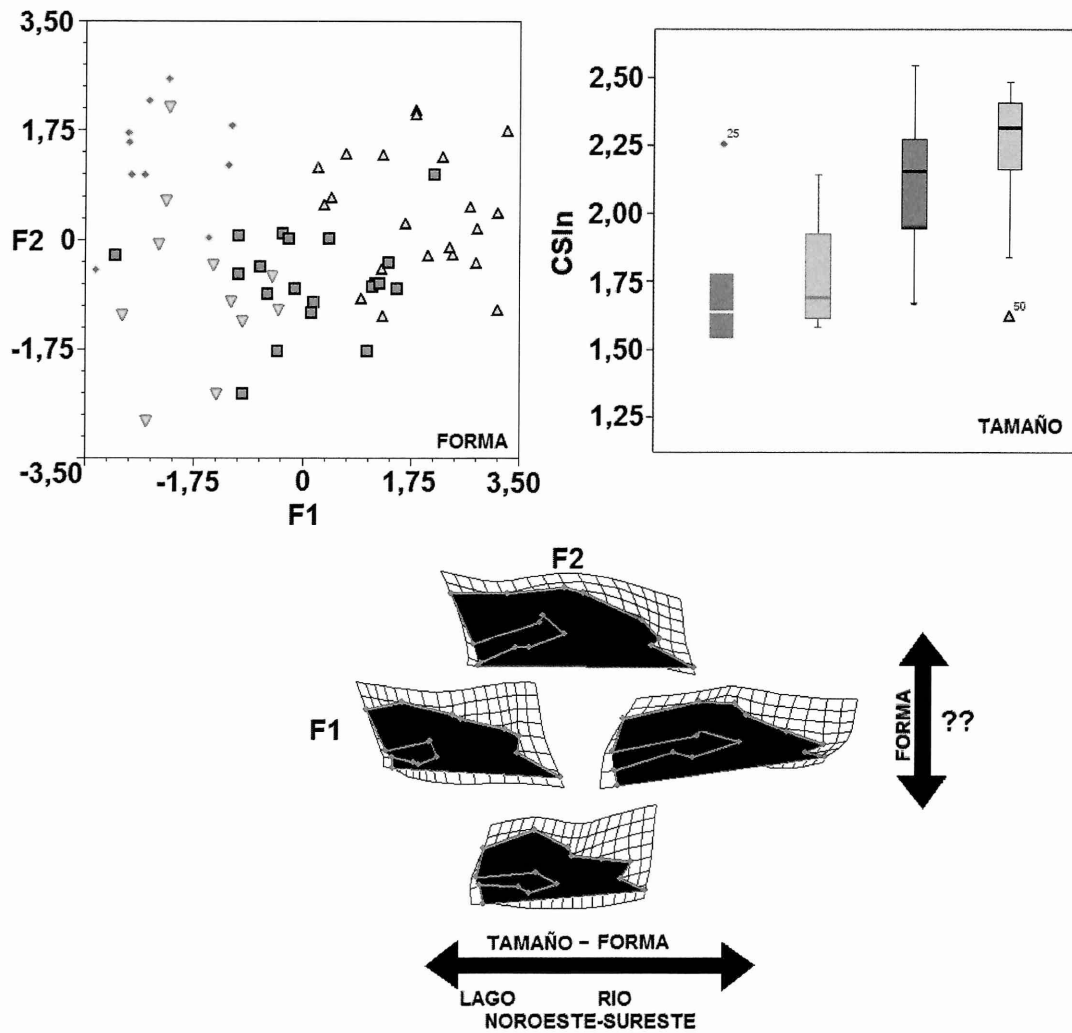 3,50
1,75
F2 0
-1,75
-3,50
-1,75 0 1,75 3,50
F1
FORMA
2,50
2,25
2,00
1,75
1,50
1,25
CSln
25
50
TAMAÑO
F2
F1
FORMA
??
TAMAÑO – FORMA
LAGO RIO
NOROESTE-SURESTE